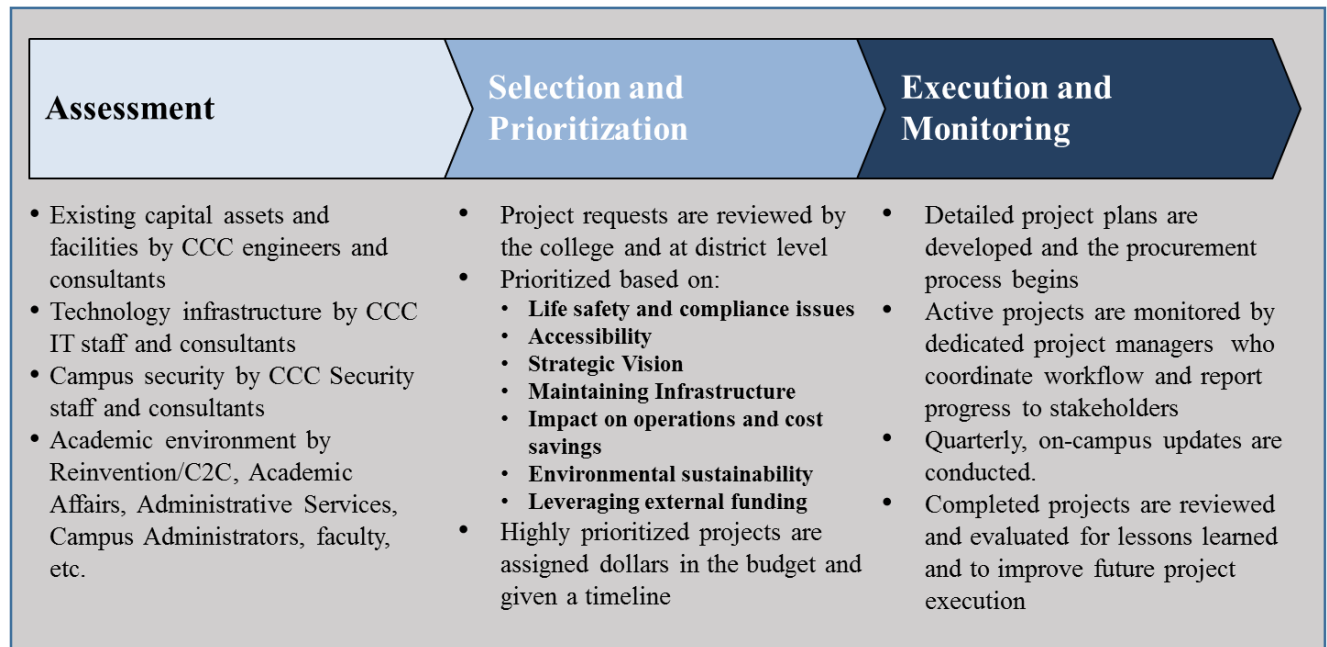 Assessment
Selection and
Prioritization
Execution and
Monitoring
• Existing capital assets and
facilities by CCC engineers and
consultants
• Technology infrastructure by CCC
IT staff and consultants
• Campus security by CCC Security
staff and consultants
• Academic environment by
Reinvention/C2C, Academic
Affairs, Administrative Services,
Campus Administrators, faculty,
etc.
• Project requests are reviewed by
the college and at district level
• Prioritized based on:
• Life safety and compliance issues
• Accessibility
• Strategic Vision
• Maintaining Infrastructure
• Impact on operations and cost
savings
• Environmental sustainability
• Leveraging external funding
• Highly prioritized projects are
assigned dollars in the budget and
given a timeline
• Detailed project plans are
developed and the procurement
process begins
• Active projects are monitored by
dedicated project managers who
coordinate workflow and report
progress to stakeholders
• Quarterly, on-campus updates are
conducted.
• Completed projects are reviewed
and evaluated for lessons learned
and to improve future project
execution